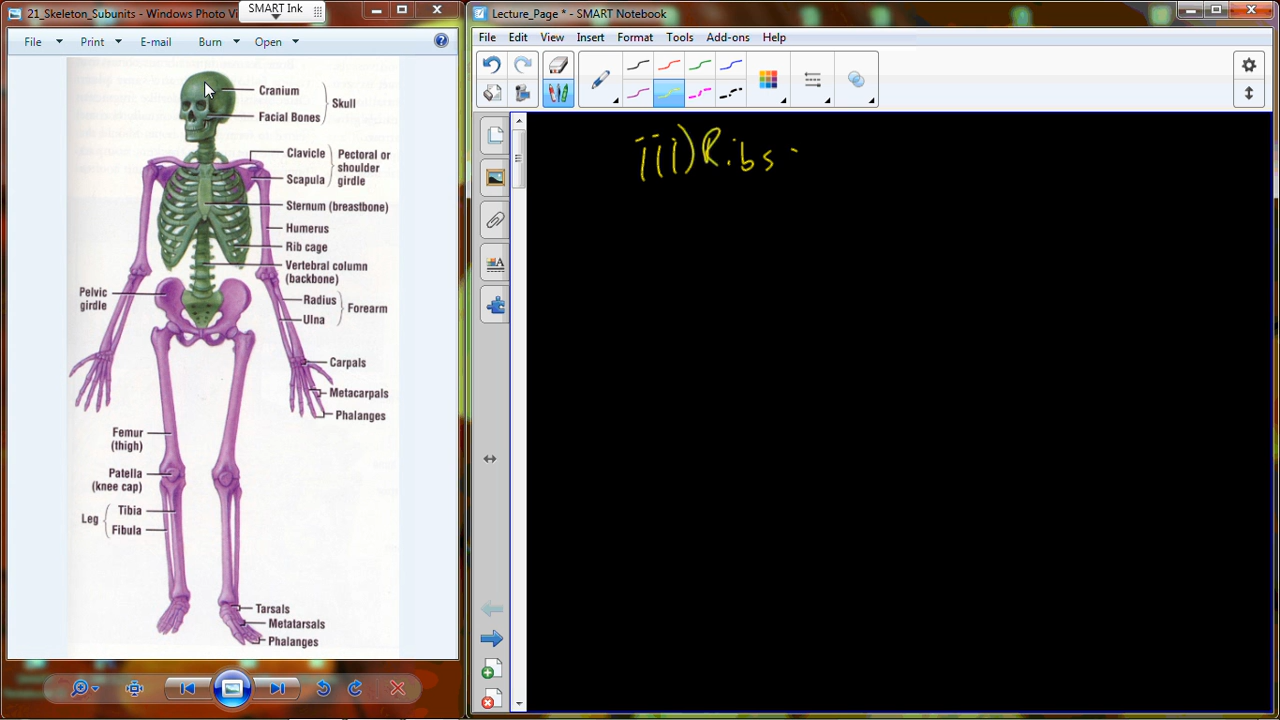 21_Skeleton_Subunits - Windows Photo Vi
SMART Ink
File Print E-mail Burn Open
Cranium
Facial Bones
Skull
Clavicle
Scapula
Pectoral or
shoulder
girdle
Sternum (breastbone)
Humerus
Rib cage
Vertebral column
(backbone)
Pelvic
girdle
Radius
Ulna
Forearm
Carpals
Metacarpals
Phalanges
Femur
(thigh)
Patella
(knee cap)
Leg
Tibia
Fibula
Tarsals
Metatarsals
Phalanges
Lecture_Page * - SMART Notebook
File Edit View Insert Format Tools Add-ons Help
iii) Ribs -